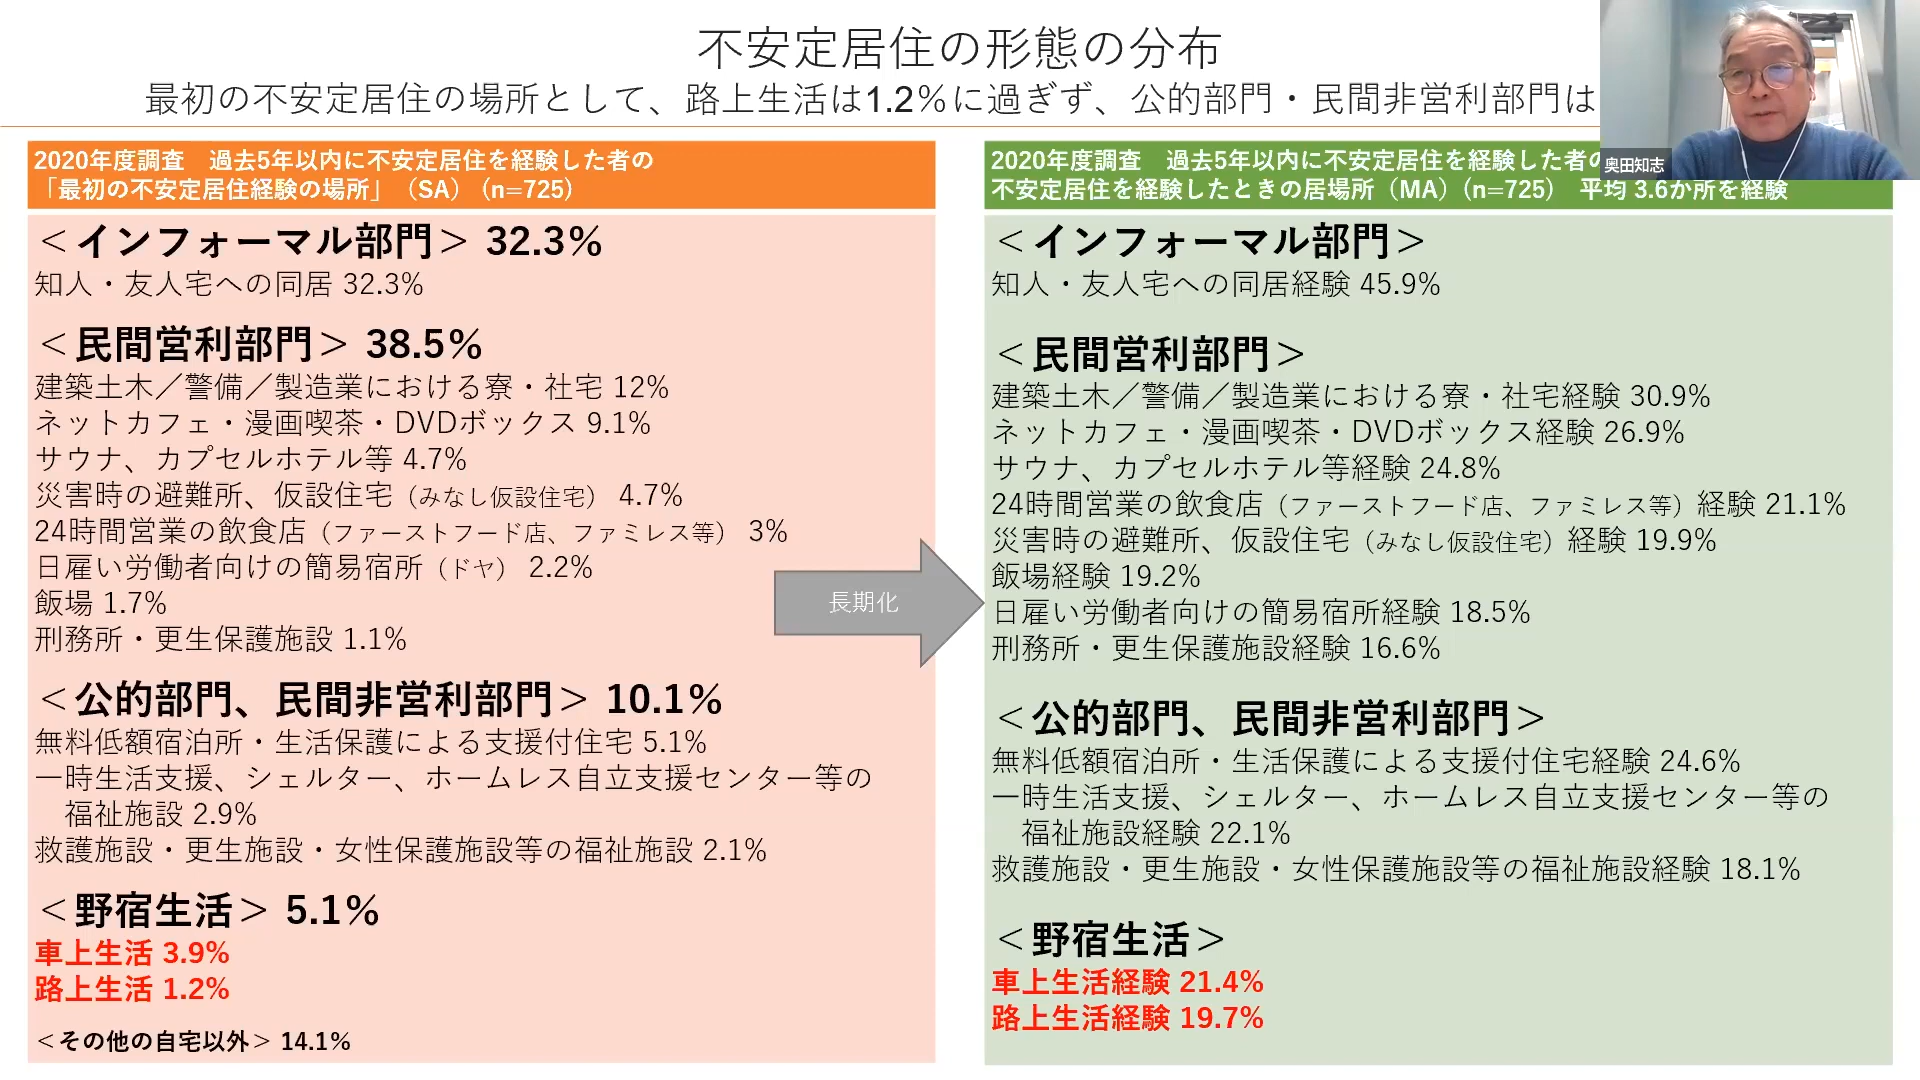 不安定居住の形態の分布
最初の不安定居住の場所として、路上生活は1.2%に過ぎず、公的部門・民間非営利部門は
奥田知志
2020年度調査　過去5年以内に不安定居住を経験した者の
「最初の不安定居住経験の場所」（SA）(n=725)
＜インフォーマル部門＞ 32.3%
知人・友人宅への同居 32.3%
＜民間営利部門＞ 38.5%
建築土木／警備／製造業における寮・社宅 12%
ネットカフェ・漫画喫茶・DVDボックス 9.1%
サウナ、カプセルホテル等 4.7%
災害時の避難所、仮設住宅（みなし仮設住宅） 4.7%
24時間営業の飲食店（ファーストフード店、ファミレス等） 3%
日雇い労働者向けの簡易宿所（ドヤ） 2.2%
飯場 1.7%
刑務所・更生保護施設 1.1%
＜公的部門、民間非営利部門＞ 10.1%
無料低額宿泊所・生活保護による支援付住宅 5.1%
一時生活支援、シェルター、ホームレス自立支援センター等の
福祉施設 2.9%
救護施設・更生施設・女性保護施設等の福祉施設 2.1%
＜野宿生活＞ 5.1%
車上生活 3.9%
路上生活 1.2%
＜その他の自宅以外＞ 14.1%
長期化
2020年度調査　過去5年以内に不安定居住を経験した者
不安定居住を経験したときの居場所（MA）(n=725)　平均 3.6か所を経験
＜インフォーマル部門＞
知人・友人宅への同居経験 45.9%
＜民間営利部門＞
建築土木／警備／製造業における寮・社宅経験 30.9%
ネットカフェ・漫画喫茶・DVDボックス経験 26.9%
サウナ、カプセルホテル等経験 24.8%
24時間営業の飲食店（ファーストフード店、ファミレス等）経験 21.1%
災害時の避難所、仮設住宅（みなし仮設住宅）経験 19.9%
飯場経験 19.2%
日雇い労働者向けの簡易宿所経験 18.5%
刑務所・更生保護施設経験 16.6%
＜公的部門、民間非営利部門＞
無料低額宿泊所・生活保護による支援付住宅経験 24.6%
一時生活支援、シェルター、ホームレス自立支援センター等の
福祉施設経験 22.1%
救護施設・更生施設・女性保護施設等の福祉施設経験 18.1%
＜野宿生活＞
車上生活経験 21.4%
路上生活経験 19.7%